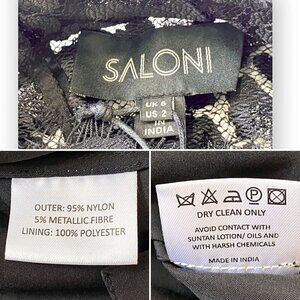 SALONI
UK 6
US 2
IN
INDIA
OUTER: 95% NYLON
5% METALLIC FIBRE
LINING: 100% POLYESTER
P
DRY CLEAN ONLY
AVOID CONTACT WITH
SUNTAN LOTION/ OILS AND
WITH HARSH CHEMICALS
MADE IN INDIA